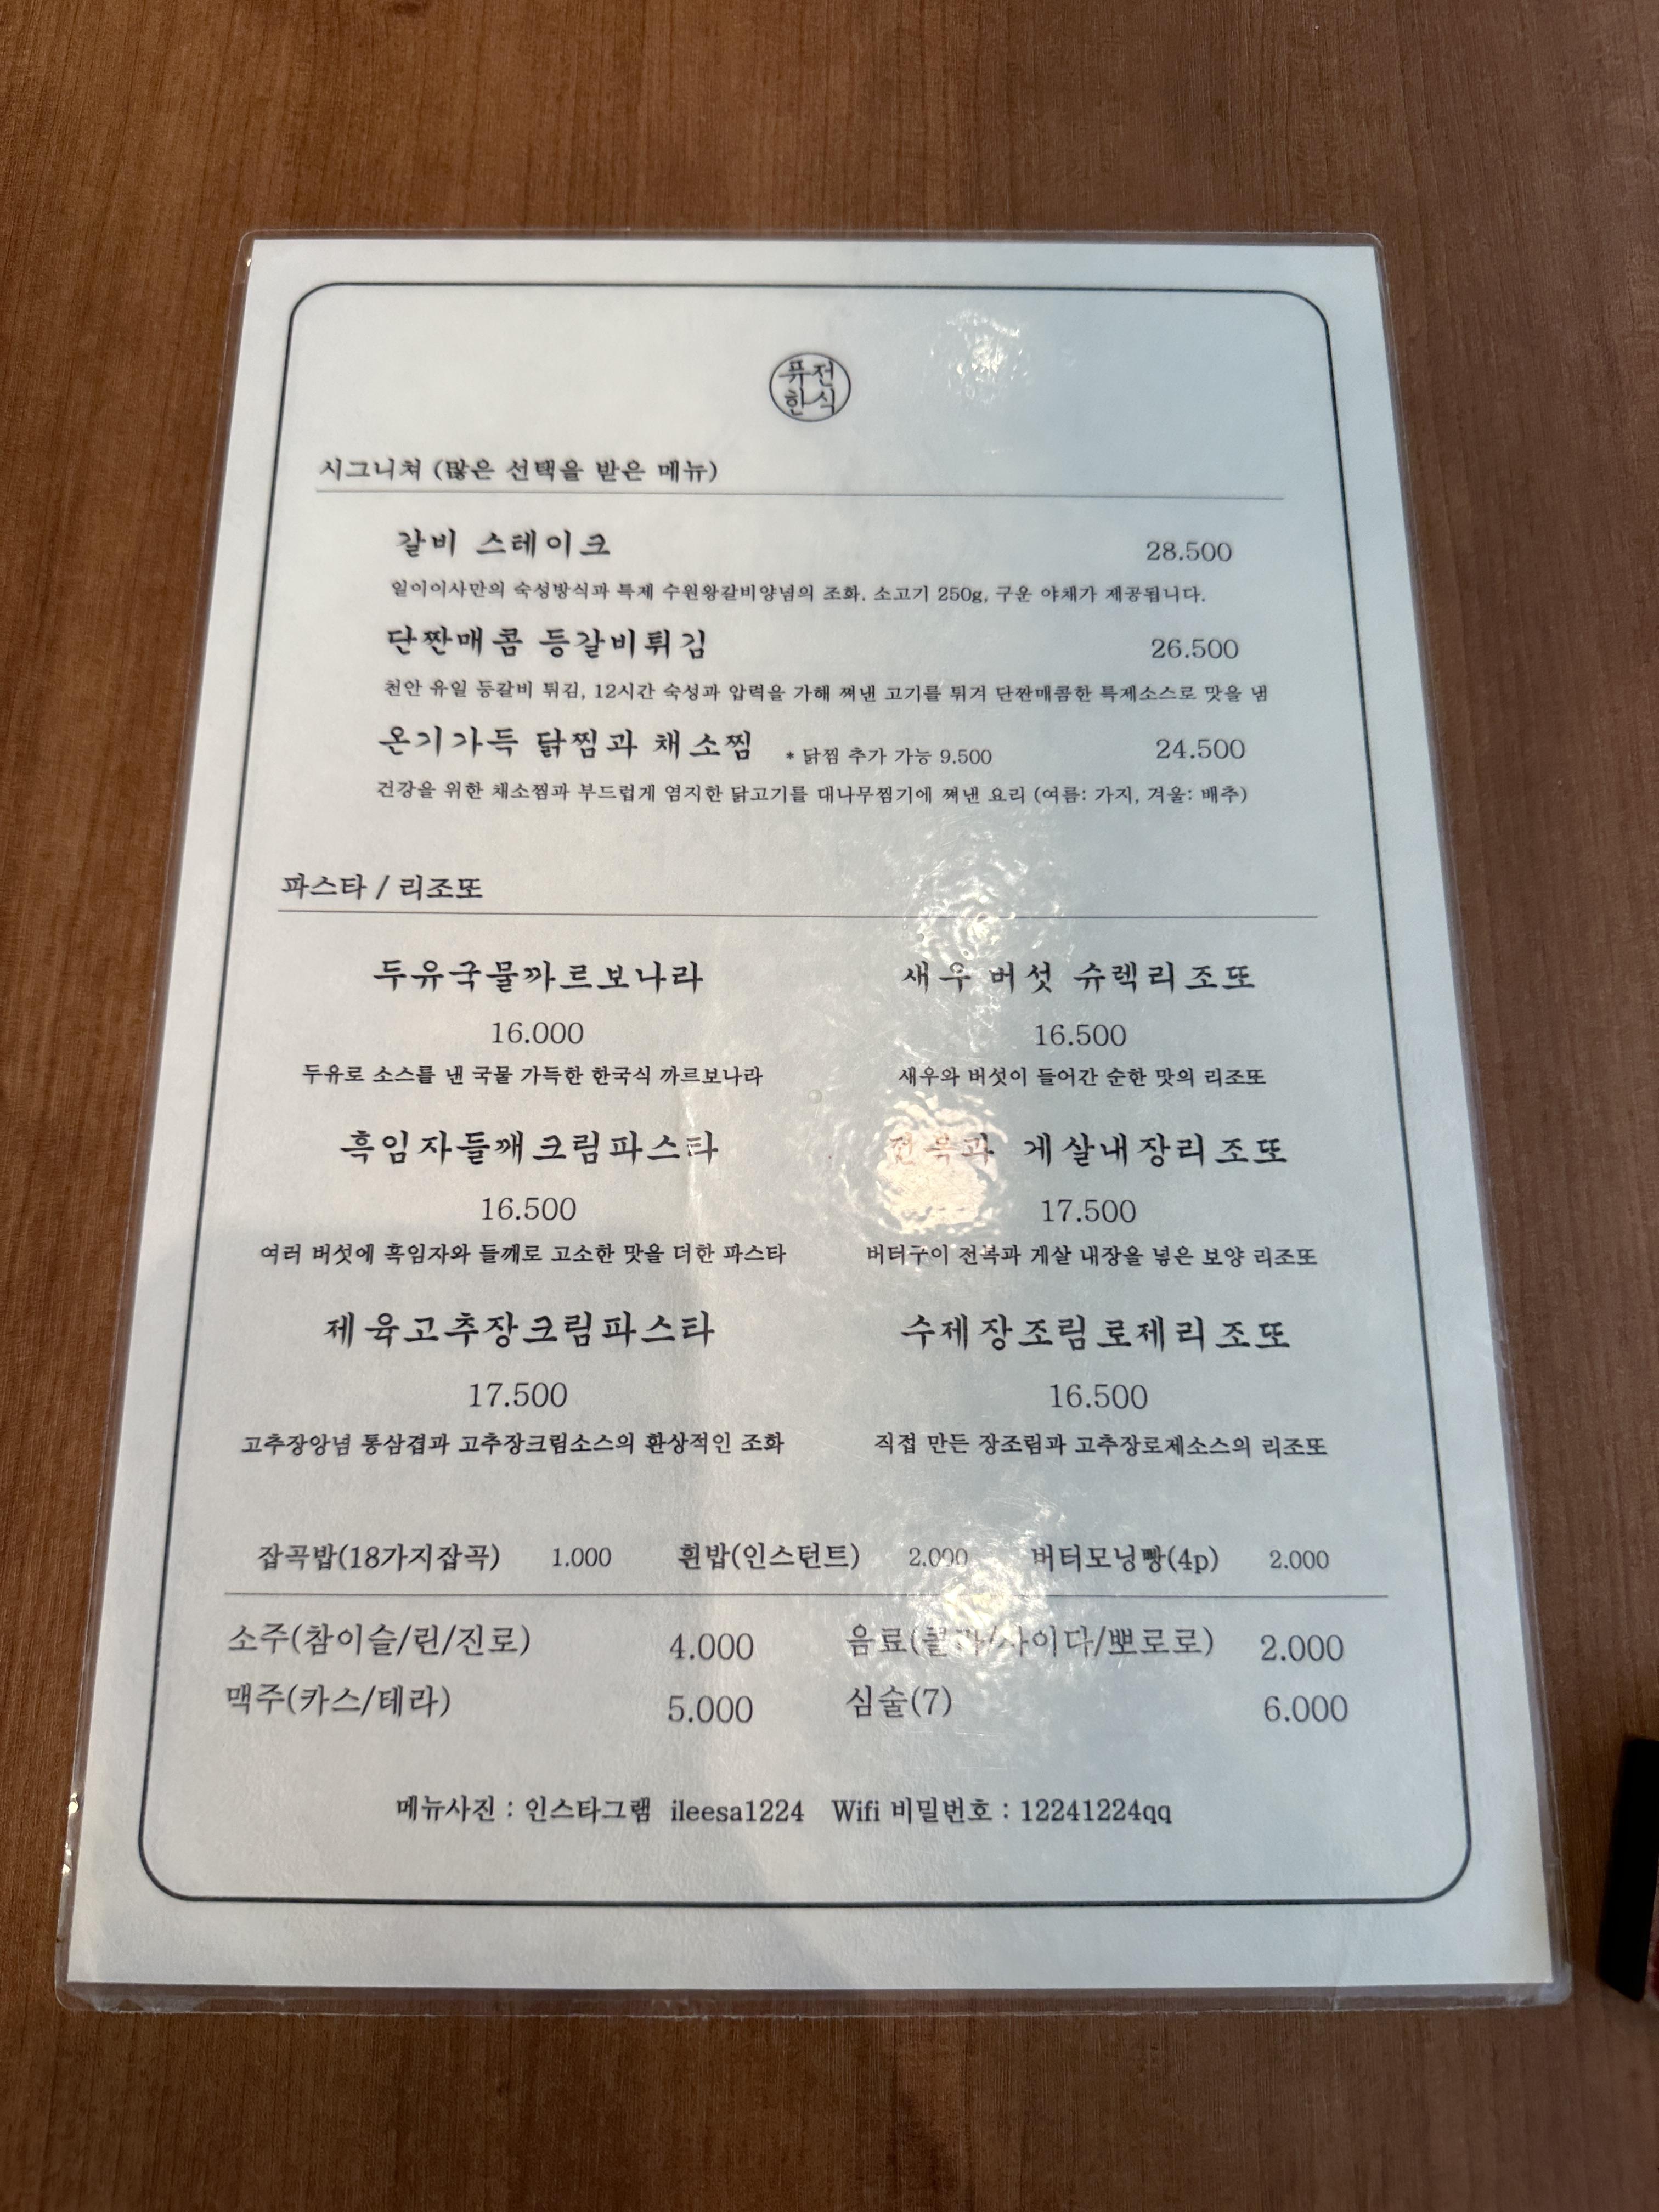 퓨전
한식
시그니쳐 (많은 선택을 받은 메뉴)
갈비 스테이크 28.500
일이이사만의 숙성방식과 특제 수원왕갈비양념의 조화. 소고기 250g, 구운 야채가 제공됩니다.
단짠매콤 등갈비튀김 26.500
천안 유일 등갈비 튀김, 12시간 숙성과 압력을 가해 쪄낸 고기를 튀겨 단짠매콤한 특제소스로 맛을 냄
온기가득 닭찜과 채소찜 * 닭찜 추가 가능 9.500 24.500
건강을 위한 채소찜과 부드럽게 염지한 닭고기를 대나무찜기에 쪄낸 요리 (여름: 가지, 겨울: 배추)
파스타 / 리조또
두유국물까르보나라
16.000
두유로 소스를 낸 국물 가득한 한국식 까르보나라
새우 버섯 슈렉리조또
16.500
새우와 버섯이 들어간 순한 맛의 리조또
흑임자들깨크림파스타
16.500
여러 버섯에 흑임자와 들깨로 고소한 맛을 더한 파스타
전복과 게살내장리조또
17.500
버터구이 전복과 게살 내장을 넣은 보양 리조또
제육고추장크림파스타
17.500
고추장양념 통삼겹과 고추장크림소스의 환상적인 조화
수제장조림로제리조또
16.500
직접 만든 장조림과 고추장로제소스의 리조또
잡곡밥(18가지잡곡) 1.000 흰밥(인스턴트) 2.000 버터모닝빵(4p) 2.000
소주(참이슬/린/진로) 4.000 음료(콜라/사이다/뽀로로) 2.000
맥주(카스/테라) 5.000 심술(7) 6.000
메뉴사진 : 인스타그램 ileesa1224 Wifi 비밀번호 : 12241224qq